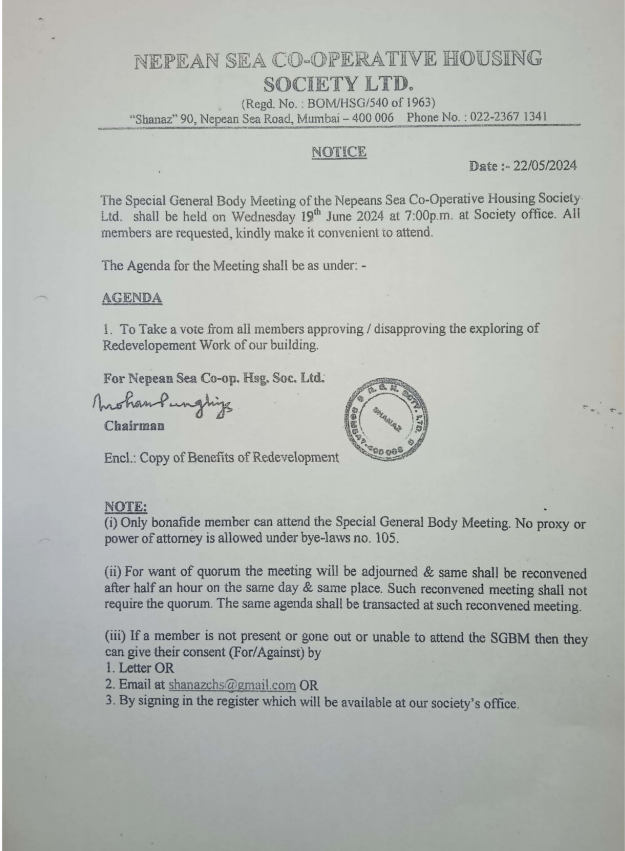 NEPEAN SEA CO-OPERATIVE HOUSING
SOCIETY LTD.
(Regd. No. : BOM/HSG/540 of 1963)
“Shanaz” 90, Nepean Sea Road, Mumbai – 400 006 Phone No. : 022-2367 1341
NOTICE
Date :- 22/05/2024
The Special General Body Meeting of the Nepeans Sea Co-Operative Housing Society
Ltd. shall be held on Wednesday 19th June 2024 at 7:00p.m. at Society office. All
members are requested, kindly make it convenient to attend.
The Agenda for the Meeting shall be as under: -
AGENDA
1. To Take a vote from all members approving / disapproving the exploring of
Redevelopement Work of our building.
For Nepean Sea Co-op. Hsg. Soc. Ltd.
SHANAZ
Chairman
Encl.: Copy of Benefits of Redevelopment
NOTE:
(i) Only bonafide member can attend the Special General Body Meeting. No proxy or
power of attorney is allowed under bye-laws no. 105.
(ii) For want of quorum the meeting will be adjourned & same shall be reconvened
after half an hour on the same day & same place. Such reconvened meeting shall not
require the quorum. The same agenda shall be transacted at such reconvened meeting.
(iii) If a member is not present or gone out or unable to attend the SGBM then they
can give their consent (For/Against) by
1. Letter OR
2. Email at shanazchs@gmail.com OR
3. By signing in the register which will be available at our society’s office.